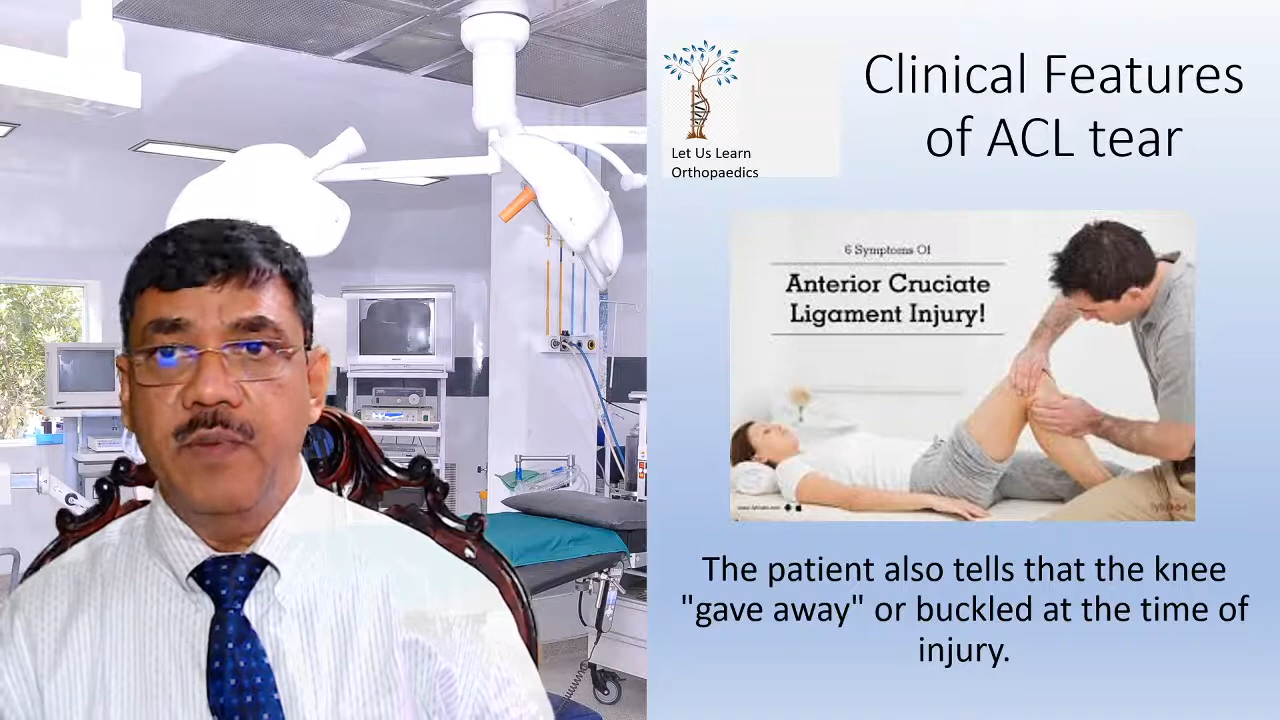 Clinical Features
of ACL tear
Let Us Learn
Orthopaedics
6 Symptoms Of
Anterior Cruciate
Ligament Injury!
The patient also tells that the knee
"gave away" or buckled at the time of
injury.